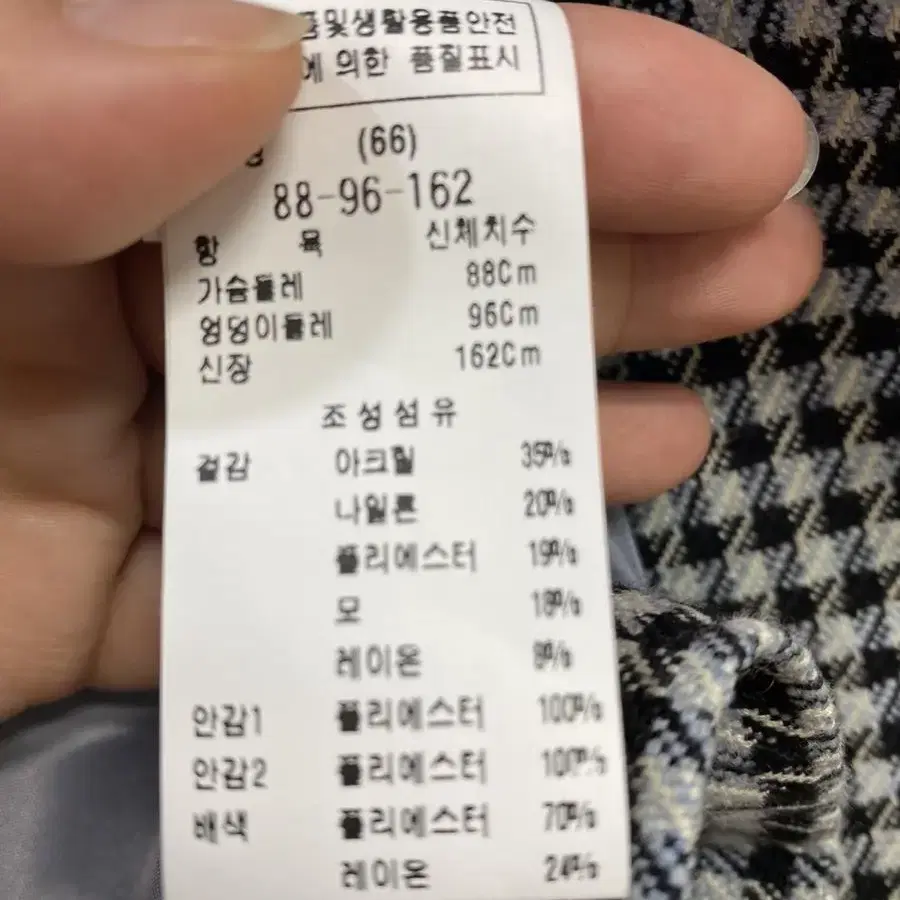 및생활용품안전
에 의한 품질표시
(66)
88-96-162
항 목 신체치수
가슴둘레 88Cm
엉덩이둘레 96Cm
신장 162Cm
조성섬유
겉감 아크릴 35%
나일론 20%
폴리에스터 19%
모 18%
레이온 8%
안감1 폴리에스터 100%
안감2 폴리에스터 100%
배색 폴리에스터 70%
레이온 24%